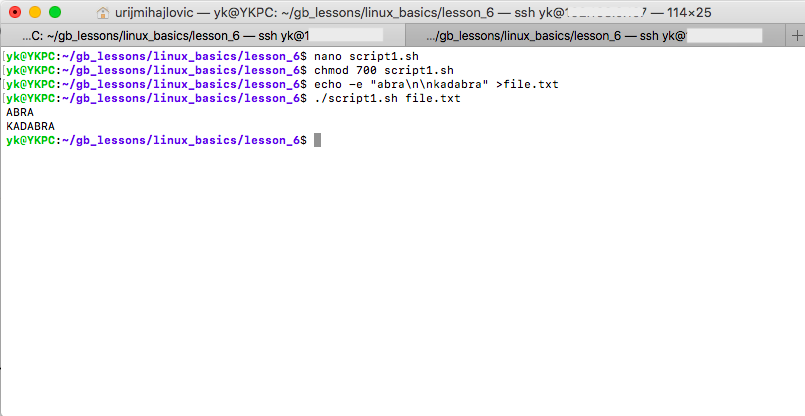 urijmihajlovic — yk@YKPC: ~/gb_lessons/linux_basics/lesson_6 — ssh yk@ — 114×25
...C: ~/gb_lessons/linux_basics/lesson_6 — ssh yk@1 .../gb_lessons/linux_basics/lesson_6 — ssh yk@ +
yk@YKPC:~/gb_lessons/linux_basics/lesson_6$ nano script1.sh
yk@YKPC:~/gb_lessons/linux_basics/lesson_6$ chmod 700 script1.sh
yk@YKPC:~/gb_lessons/linux_basics/lesson_6$ echo -e "abra\n\n\nkadabra" >file.txt
yk@YKPC:~/gb_lessons/linux_basics/lesson_6$ ./script1.sh file.txt
ABRA
KADABRA
yk@YKPC:~/gb_lessons/linux_basics/lesson_6$